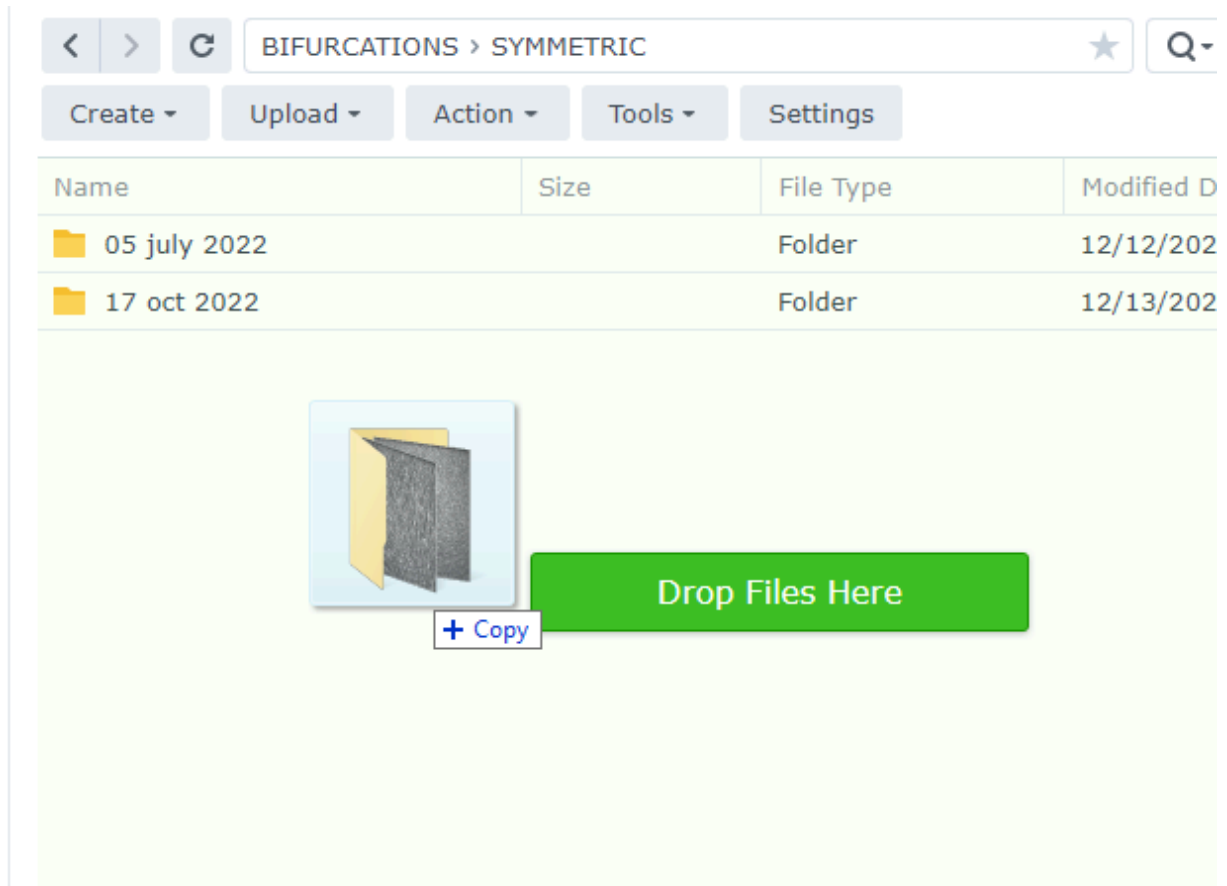 BIFURCATIONS > SYMMETRIC
Create Upload Action Tools Settings
Name Size File Type Modified D
05 july 2022 Folder 12/12/202
17 oct 2022 Folder 12/13/202
Drop Files Here
+ Copy